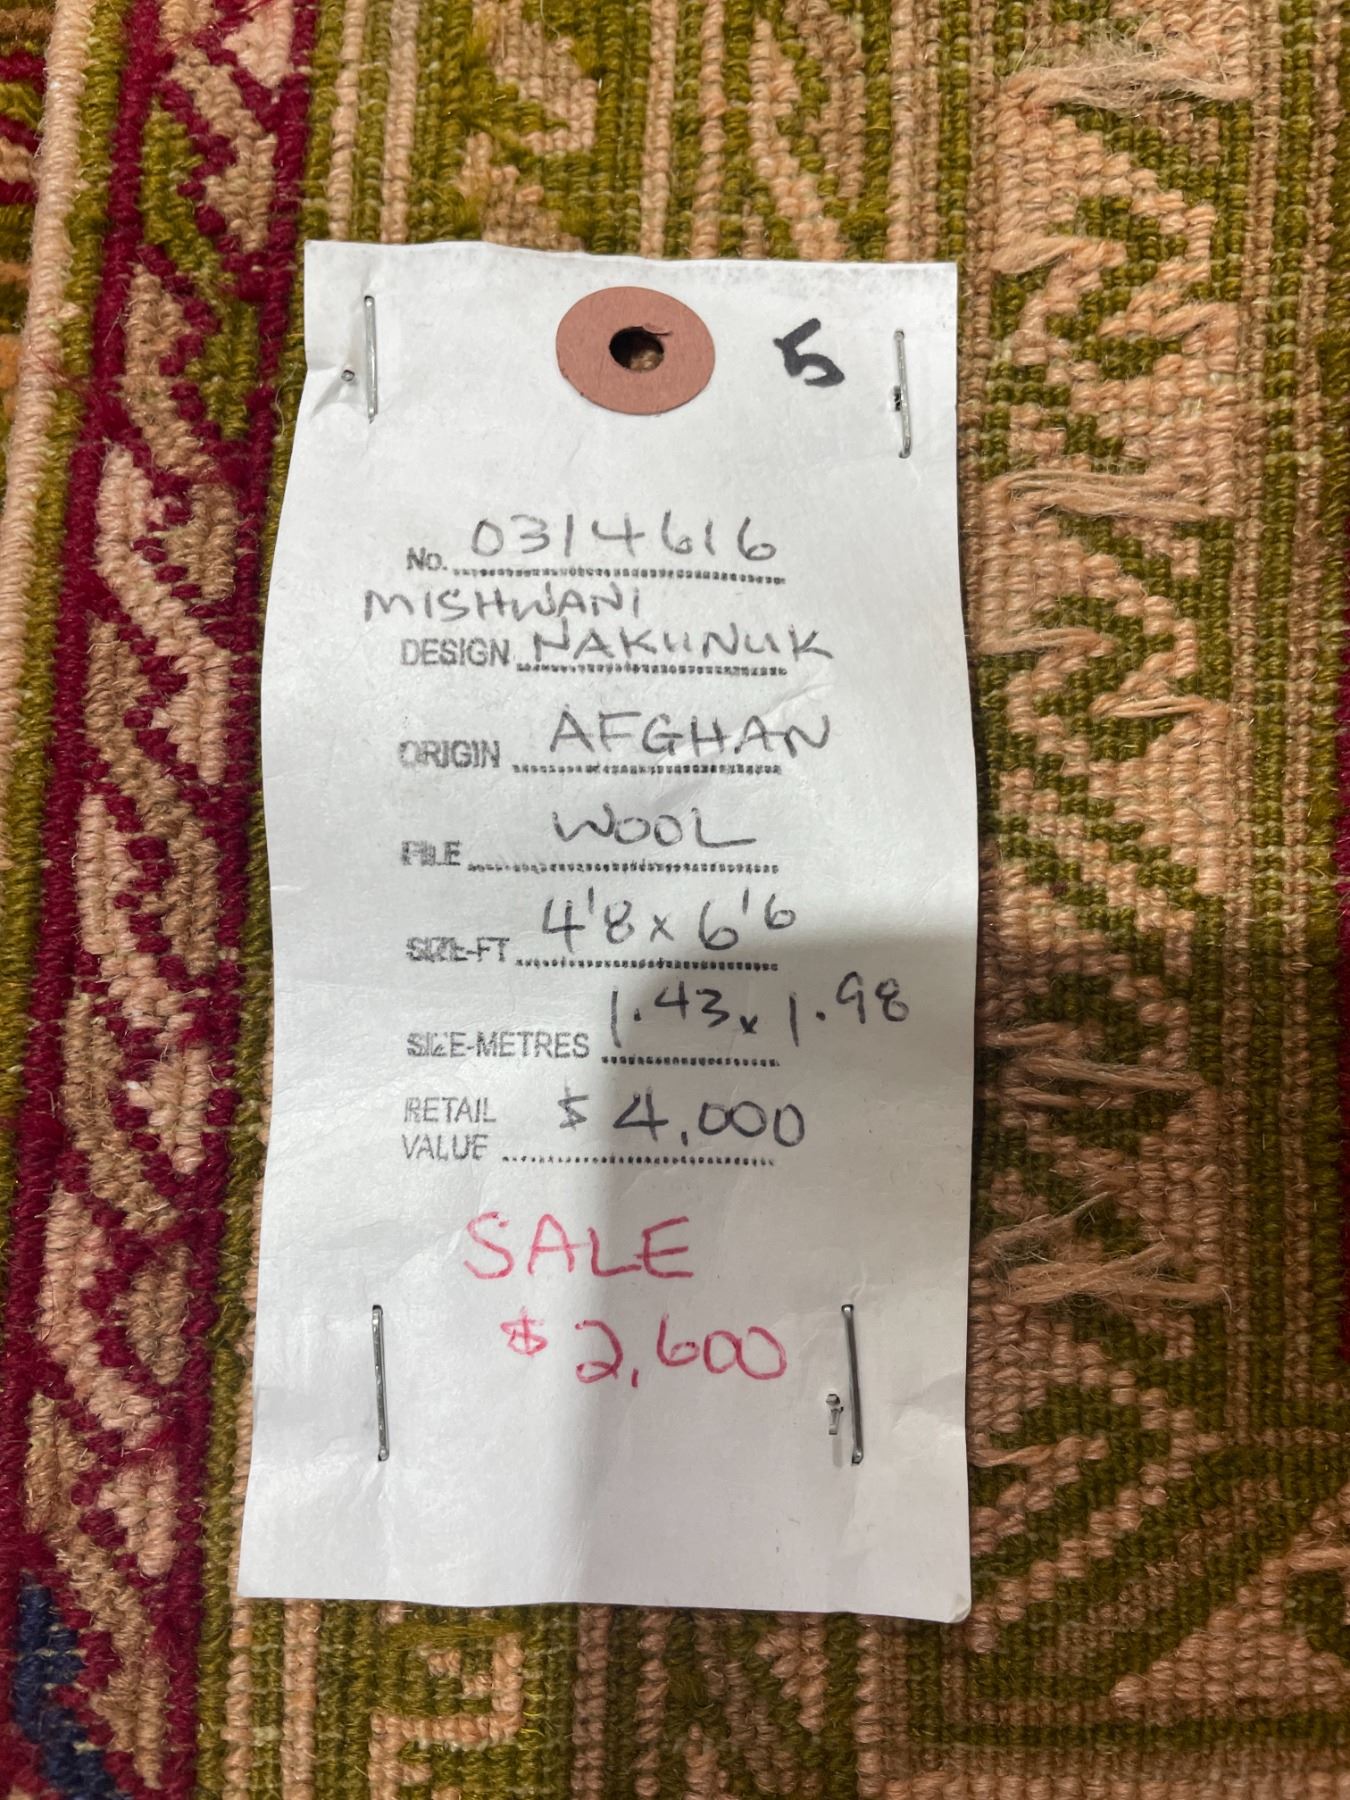 5
No. 0314616
MISHWANI
DESIGN NAKUNUK
ORIGIN AFGHAN
PILE WOOL
SIZE-FT 4'8 x 6'6
SIZE-METRES 1.43 x 1.98
RETAIL
VALUE $4,000
SALE
$2,600